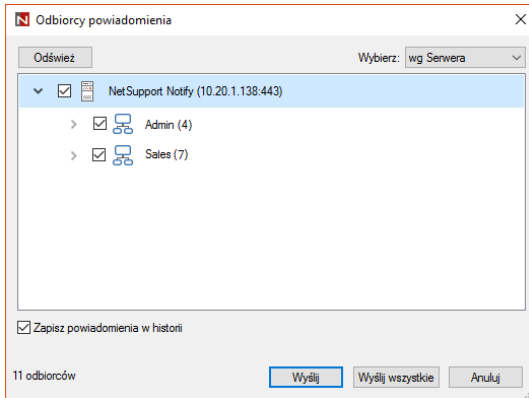 Odbiorcy powiadomienia
Odśwież
Wybierz: wg Serwera
NetSupport Notify (10.20.1.138:443)
Admin (4)
Sales (7)
Zapisz powiadomienia w historii
11 odbiorców
Wyślij
Wyślij wszystkie
Anuluj